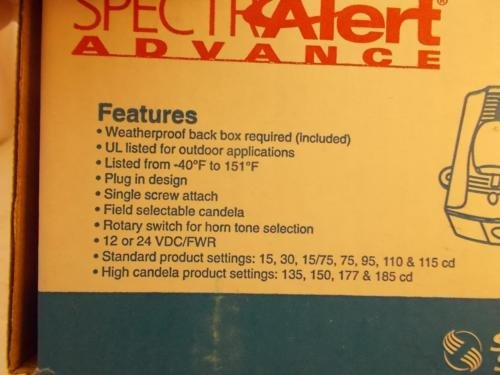 SPECTRAlert®
ADVANCE
Features
• Weatherproof back box required (included)
• UL listed for outdoor applications
• Listed from -40°F to 151°F
• Plug in design
• Single screw attach
• Field selectable candela
• Rotary switch for horn tone selection
• 12 or 24 VDC/FWR
• Standard product settings: 15, 30, 15/75, 75, 95, 110 & 115 cd
• High candela product settings: 135, 150, 177 & 185 cd